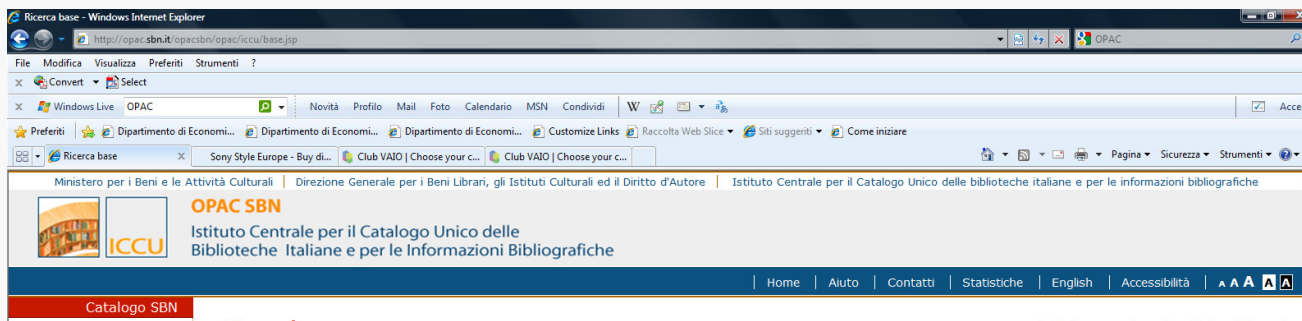 Ricerca base - Windows Internet Explorer
http://opac.sbn.it/opacsbn/opac/iccu/base.jsp OPAC
File Modifica Visualizza Preferiti Strumenti ?
x Convert Select
x Windows Live OPAC Novità Profilo Mail Foto Calendario MSN Condividi W Acce
Preferiti Dipartimento di Economi... Dipartimento di Economi... Dipartimento di Economi... Customize Links Raccolta Web Slice Siti suggeriti Come iniziare
Ricerca base x Sony Style Europe - Buy di... Club VAIO | Choose your c... Club VAIO | Choose your c... Pagina Sicurezza Strumenti
Ministero per i Beni e le Attività Culturali | Direzione Generale per i Beni Librari, gli Istituti Culturali ed il Diritto d'Autore | Istituto Centrale per il Catalogo Unico delle biblioteche italiane e per le informazioni bibliografiche
OPAC SBN
ICCU
Istituto Centrale per il Catalogo Unico delle
Biblioteche Italiane e per le Informazioni Bibliografiche
| Home | Aiuto | Contatti | Statistiche | English | Accessibilità | A A A A A
Catalogo SBN